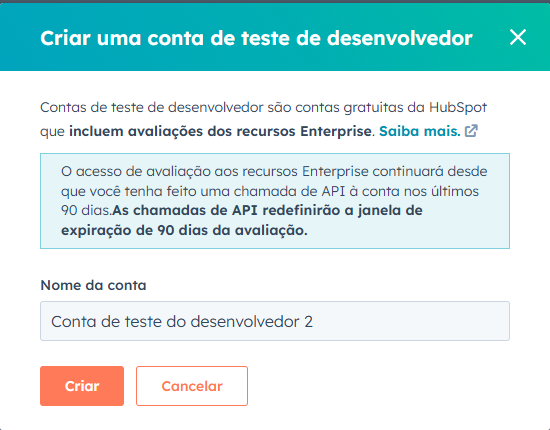 Criar uma conta de teste de desenvolvedor
Contas de teste de desenvolvedor são contas gratuitas da HubSpot
que incluem avaliações dos recursos Enterprise. Saiba mais.
O acesso de avaliação aos recursos Enterprise continuará desde
que você tenha feito uma chamada de API à conta nos últimos
90 dias.As chamadas de API redefinirão a janela de
expiração de 90 dias da avaliação.
Nome da conta
Conta de teste do desenvolvedor 2
Criar
Cancelar